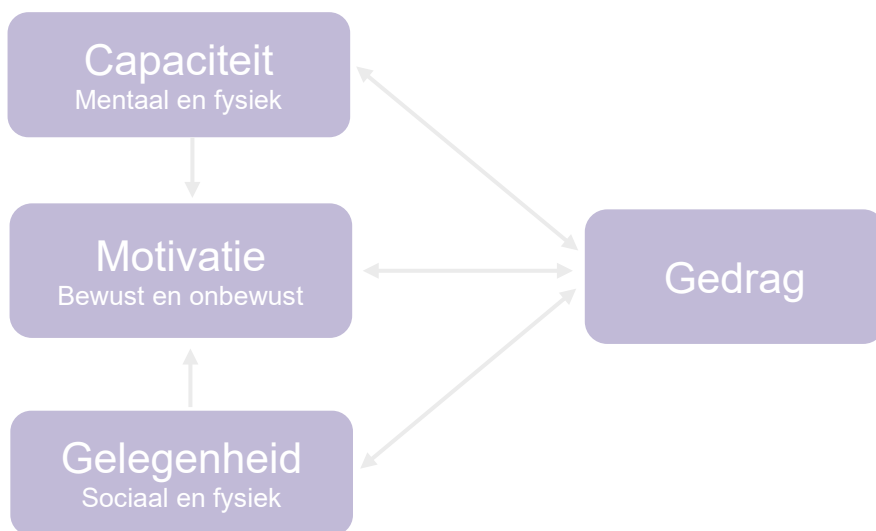 Capaciteit
Mentaal en fysiek
Motivatie
Bewust en onbewust
Gedrag
Gelegenheid
Sociaal en fysiek